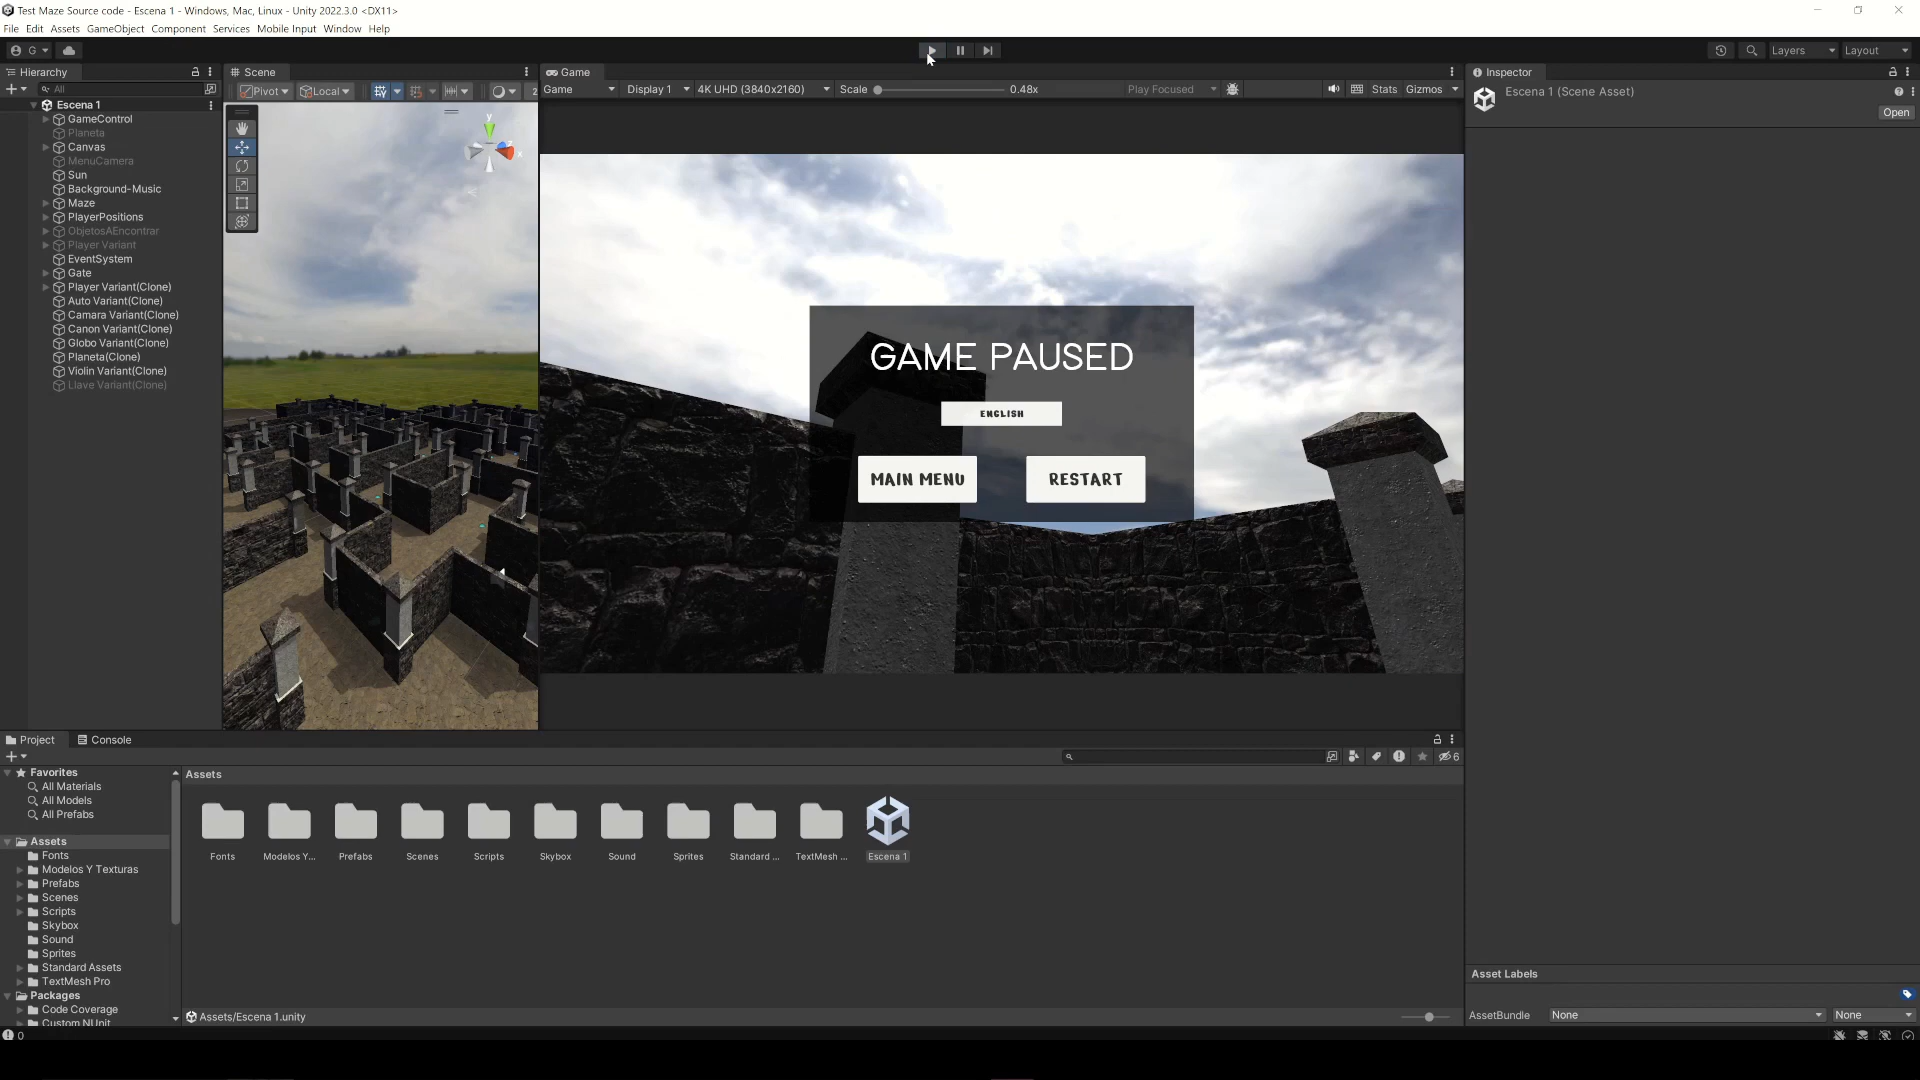 Test Maze Source code - Escena 1 - Windows, Mac, Linux - Unity 2022.3.0 <DX11>
File Edit Assets GameObject Component Services Mobile Input Window Help
G
Layers Layout
Hierarchy
All
Escena 1
GameControl
Planeta
Canvas
MenuCamera
Sun
Background-Music
Maze
PlayerPositions
ObjetosAEncontrar
Player Variant
EventSystem
Gate
Player Variant(Clone)
Auto Variant(Clone)
Camara Variant(Clone)
Canon Variant(Clone)
Globo Variant(Clone)
Planeta(Clone)
Violin Variant(Clone)
Llave Variant(Clone)
Scene
Pivot Local
y
x
Game
Game Display 1 4K UHD (3840x2160) Scale 0.48x Play Focused Stats Gizmos
GAME PAUSED
ENGLISH
MAIN MENU RESTART
Inspector
Escena 1 (Scene Asset)
Open
Project Console
6
Favorites
All Materials
All Models
All Prefabs
Assets
Fonts
Modelos Y Texturas
Prefabs
Scenes
Scripts
Skybox
Sound
Sprites
Standard Assets
TextMesh Pro
Packages
Code Coverage
Custom NUnit
Assets
Fonts Modelos Y... Prefabs Scenes Scripts Skybox Sound Sprites Standard ... TextMesh ... Escena 1
Assets/Escena 1.unity
Asset Labels
AssetBundle None None
0